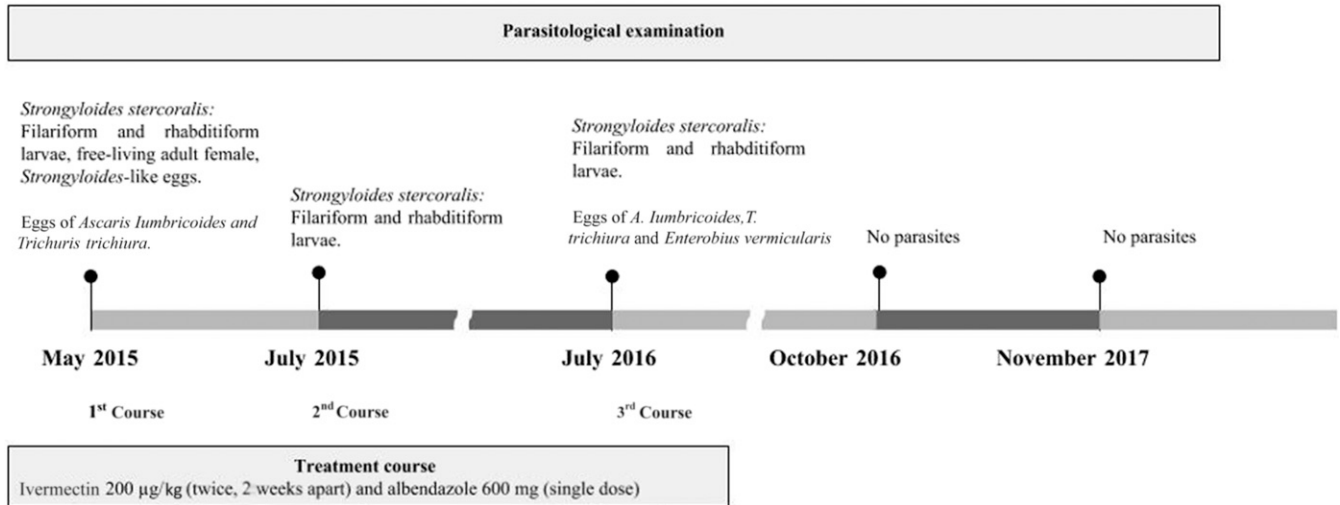 Parasitological examination
Strongyloides stercoralis:
Filariform and rhabditiform
larvae, free-living adult female,
Strongyloides-like eggs.
Eggs of Ascaris Iumbricoides and
Trichuris trichiura.
Strongyloides stercoralis:
Filariform and rhabditiform
larvae.
Strongyloides stercoralis:
Filariform and rhabditiform
larvae.
Eggs of A. Iumbricoides,T.
trichiura and Enterobius vermicularis
No parasites
No parasites
May 2015
July 2015
July 2016
October 2016
November 2017
1st Course
2nd Course
3rd Course
Treatment course
Ivermectin 200 µg/kg (twice, 2 weeks apart) and albendazole 600 mg (single dose)